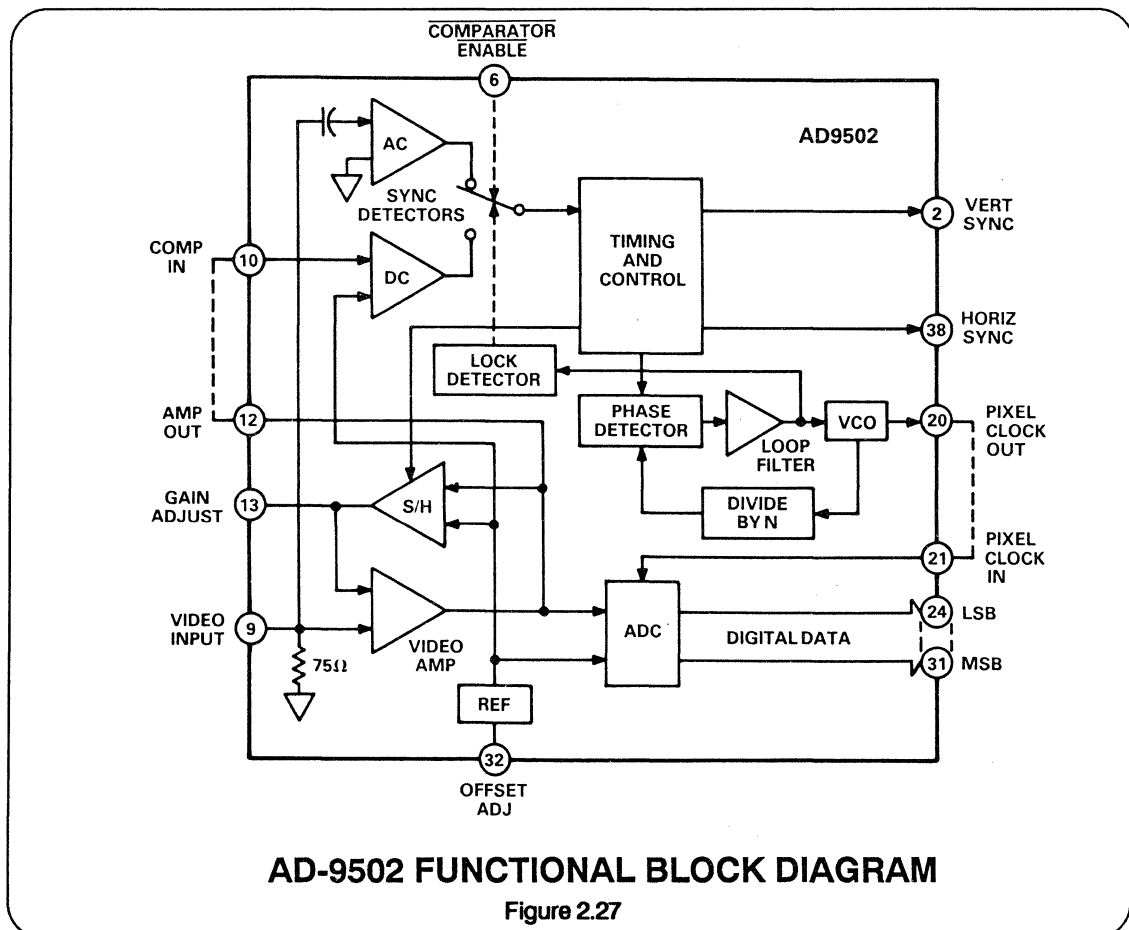 COMPARATOR
ENABLE
6
AD9502
AC
SYNC
DETECTORS
TIMING
AND
CONTROL
2
VERT
SYNC
COMP
IN
10
DC
38
HORIZ
SYNC
LOCK
DETECTOR
AMP
OUT
12
PHASE
DETECTOR
LOOP
FILTER
VCO
20
PIXEL
CLOCK
OUT
GAIN
ADJUST
13
S/H
DIVIDE
BY N
21
PIXEL
CLOCK
IN
VIDEO
INPUT
9
VIDEO
AMP
75Ω
ADC
DIGITAL DATA
24
LSB
31
MSB
REF
32
OFFSET
ADJ
AD-9502 FUNCTIONAL BLOCK DIAGRAM
Figure 2.27